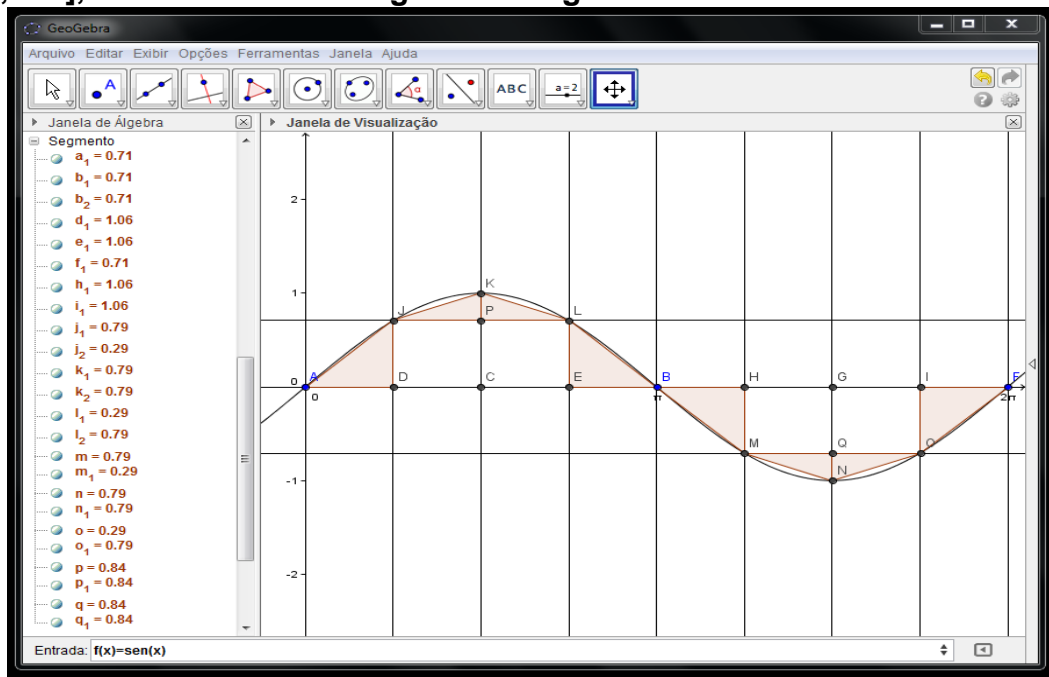 GeoGebra
Arquivo Editar Exibir Opções Ferramentas Janela Ajuda
A α ABC a=2
Janela de Álgebra
Janela de Visualização
Segmento
a1 = 0.71
b1 = 0.71
b2 = 0.71
d1 = 1.06
e1 = 1.06
f1 = 0.71
h1 = 1.06
i1 = 1.06
j1 = 0.79
j2 = 0.29
k1 = 0.79
k2 = 0.79
l1 = 0.29
l2 = 0.79
m = 0.79
m1 = 0.29
n = 0.79
n1 = 0.79
o = 0.29
o1 = 0.79
p = 0.84
p1 = 0.84
q = 0.84
q1 = 0.84
2
1
K
J P L
0 A D C E B H G I F
0 π 2π
M Q O
N
-1
-2
Entrada: f(x)=sen(x)